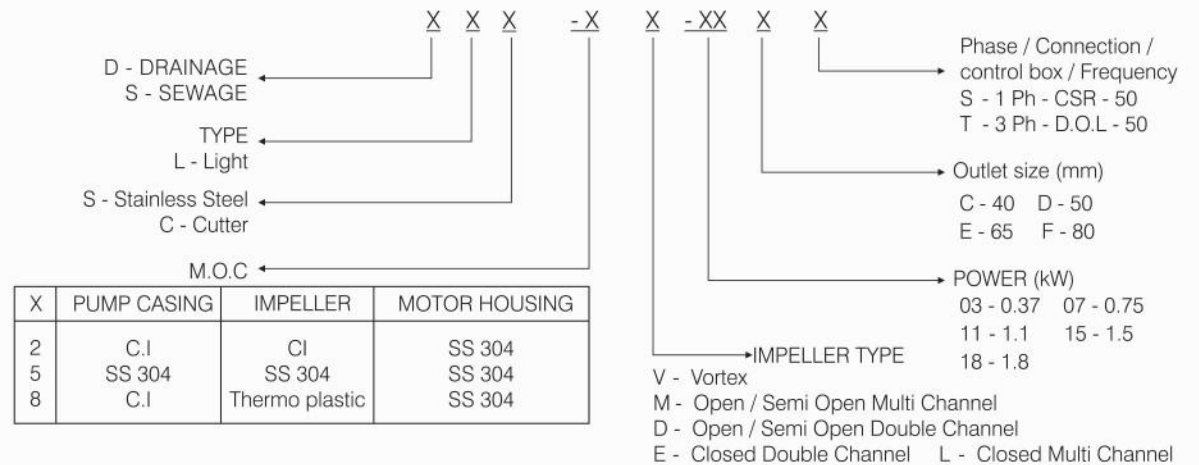 X X X - X X - XX X X
D - DRAINAGE
S - SEWAGE
TYPE
L - Light
S - Stainless Steel
C - Cutter
M.O.C
X PUMP CASING IMPELLER MOTOR HOUSING
2 C.I CI SS 304
5 SS 304 SS 304 SS 304
8 C.I Thermo plastic SS 304
Phase / Connection /
control box / Frequency
S - 1 Ph - CSR - 50
T - 3 Ph - D.O.L - 50
Outlet size (mm)
C - 40 D - 50
E - 65 F - 80
POWER (kW)
03 - 0.37 07 - 0.75
11 - 1.1 15 - 1.5
18 - 1.8
IMPELLER TYPE
V - Vortex
M - Open / Semi Open Multi Channel
D - Open / Semi Open Double Channel
E - Closed Double Channel L - Closed Multi Channel